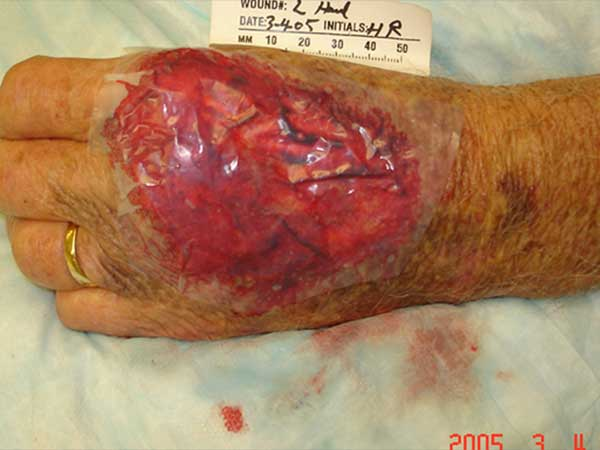 WOUND#: L Hand
DATE: 3-4-05 INITIALS: HR
MM 10 20 30 40 50
2005 3 4